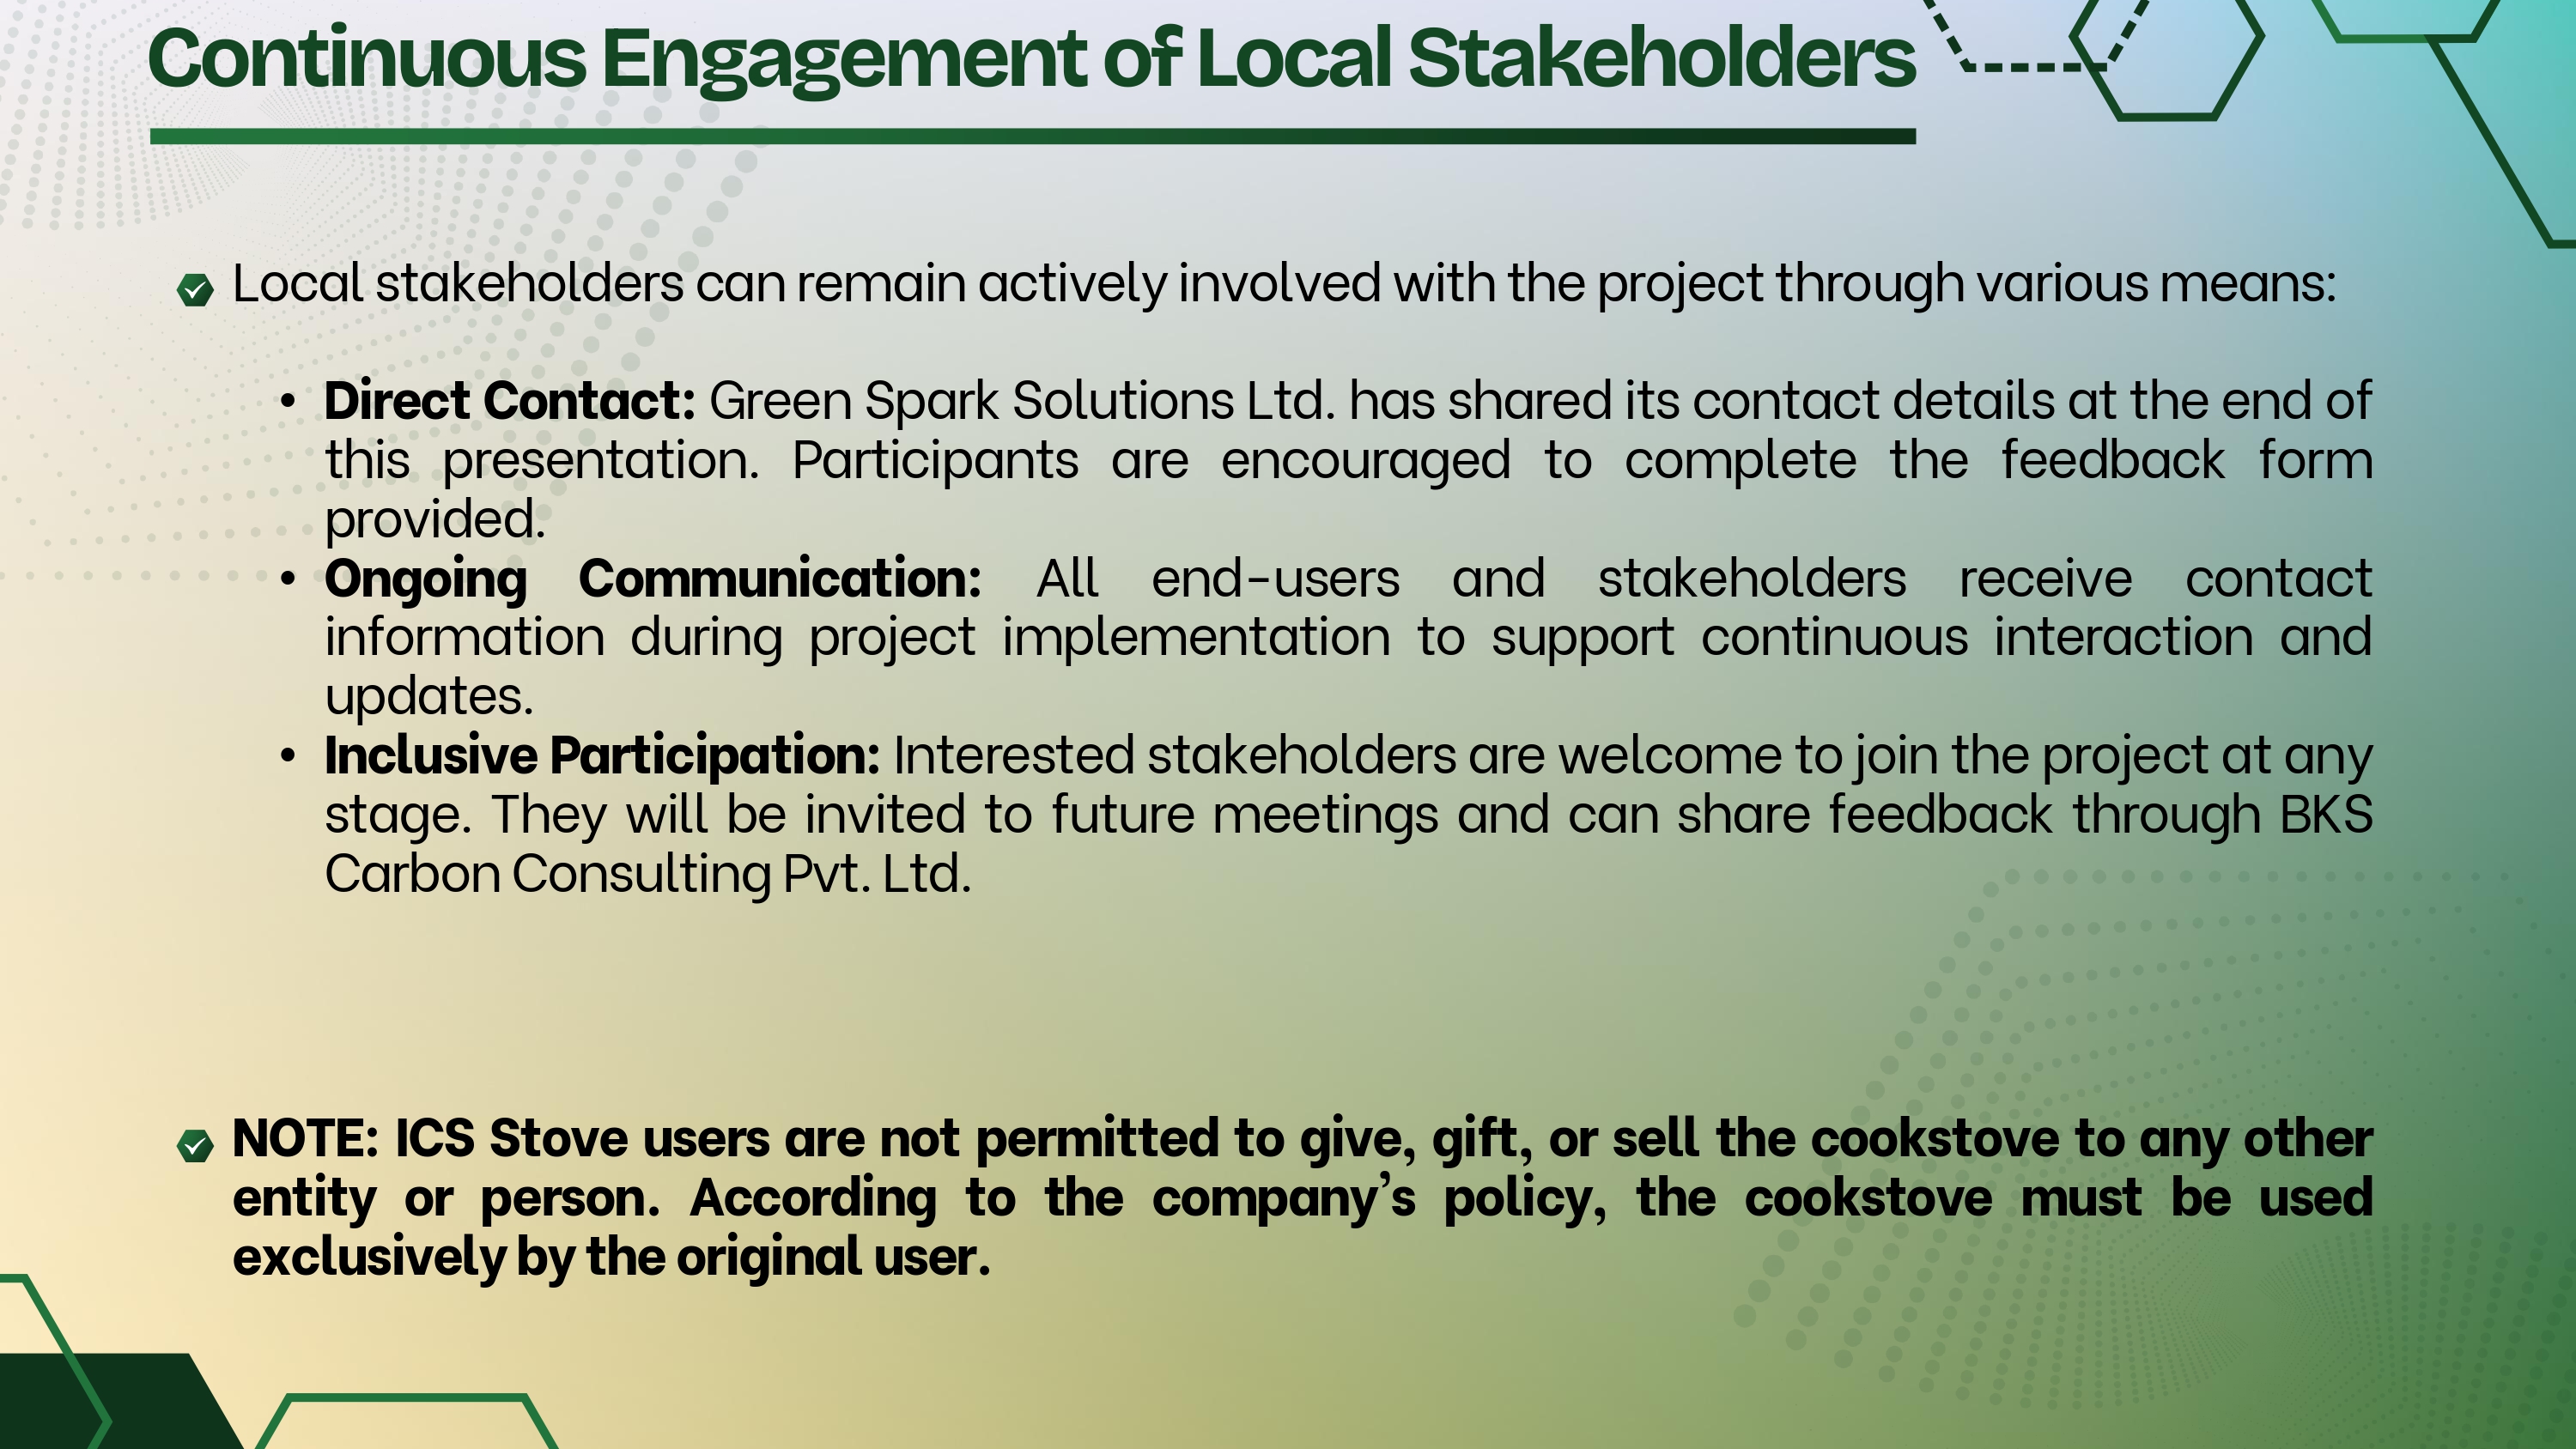 Continuous Engagement of Local Stakeholders
Local stakeholders can remain actively involved with the project through various means:
• Direct Contact: Green Spark Solutions Ltd. has shared its contact details at the end of
this presentation. Participants are encouraged to complete the feedback form
provided.
• Ongoing Communication: All end-users and stakeholders receive contact
information during project implementation to support continuous interaction and
updates.
• Inclusive Participation: Interested stakeholders are welcome to join the project at any
stage. They will be invited to future meetings and can share feedback through BKS
Carbon Consulting Pvt. Ltd.
NOTE: ICS Stove users are not permitted to give, gift, or sell the cookstove to any other
entity or person. According to the company’s policy, the cookstove must be used
exclusively by the original user.